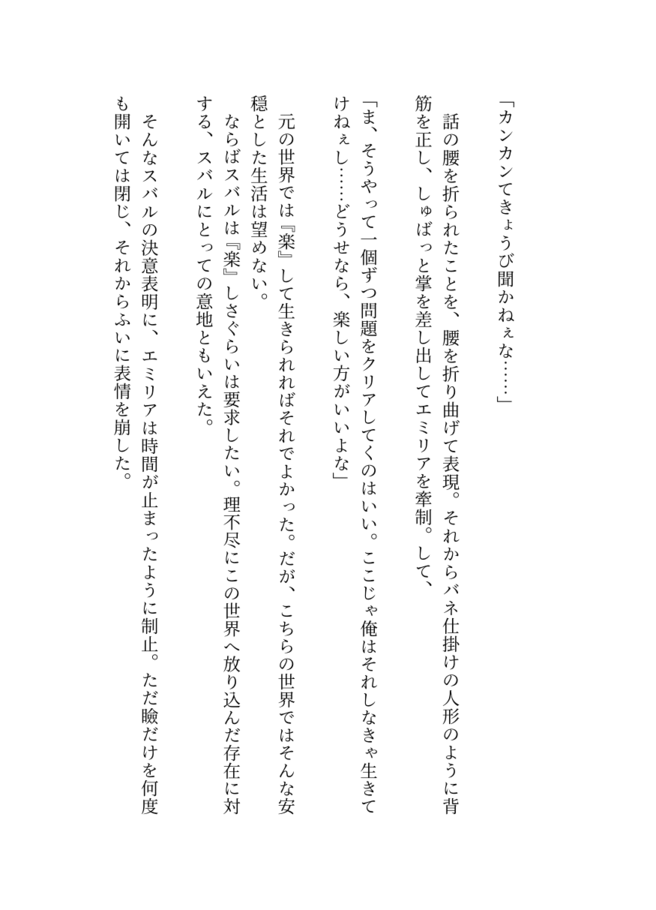 「カンカンてきょうび聞かねぇな……」
話の腰を折られたことを、腰を折り曲げて表現。それからバネ仕掛けの人形のように背
筋を正し、しゅばっと掌を差し出してエミリアを牽制。して、
「ま、そうやって一個ずつ問題をクリアしてくのはいい。ここじゃ俺はそれしなきゃ生きて
けねぇし……どうせなら、楽しい方がいいよな」
元の世界では『楽』して生きられればそれでよかった。だが、こちらの世界ではそんな安
穏とした生活は望めない。
ならばスバルは『楽』しさぐらいは要求したい。理不尽にこの世界へ放り込んだ存在に対
する、スバルにとっての意地ともいえた。
そんなスバルの決意表明に、エミリアは時間が止まったように制止。ただ瞼だけを何度
も開いては閉じ、それからふいに表情を崩した。